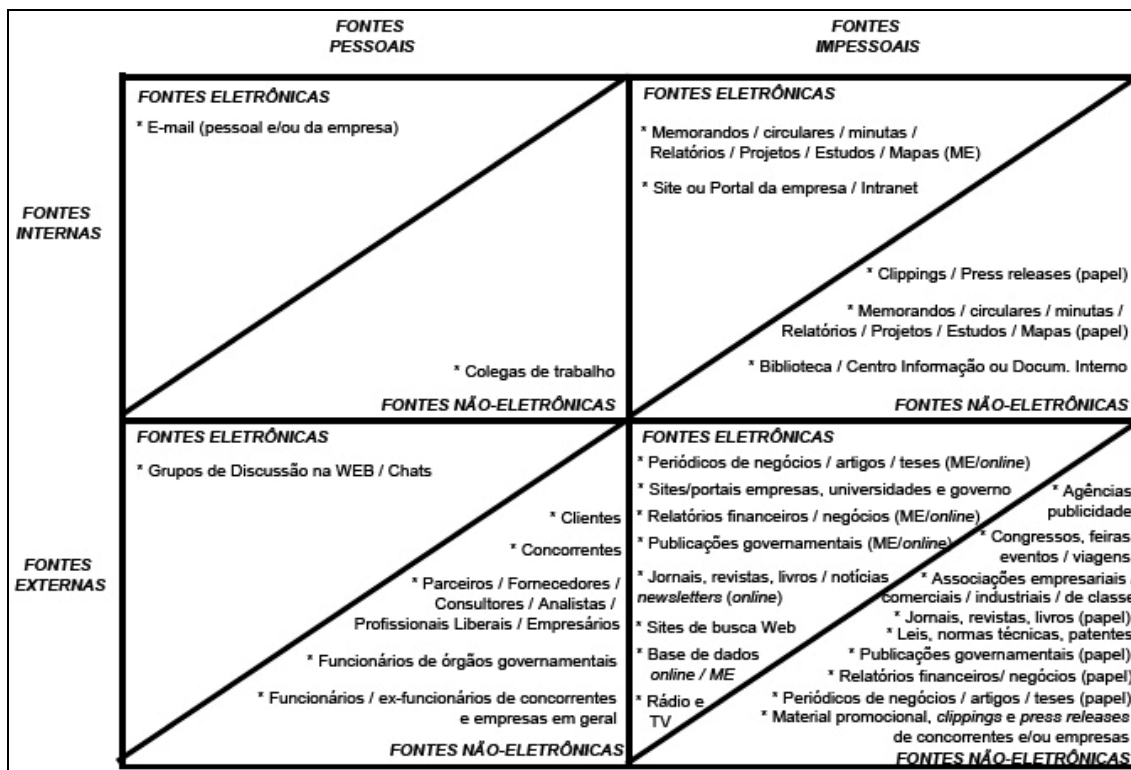 FONTES
PESSOAIS
FONTES
IMPESSOAIS
FONTES
INTERNAS
FONTES ELETRÔNICAS
* E-mail (pessoal e/ou da empresa)
* Colegas de trabalho
FONTES NÃO-ELETRÔNICAS
FONTES ELETRÔNICAS
* Memorandos / circulares / minutas /
Relatórios / Projetos / Estudos / Mapas (ME)
* Site ou Portal da empresa / Intranet
* Clippings / Press releases (papel)
* Memorandos / circulares / minutas /
Relatórios / Projetos / Estudos / Mapas (papel)
* Biblioteca / Centro Informação ou Docum. Interno
FONTES NÃO-ELETRÔNICAS
FONTES
EXTERNAS
FONTES ELETRÔNICAS
* Grupos de Discussão na WEB / Chats
* Clientes
* Concorrentes
* Parceiros / Fornecedores /
Consultores / Analistas /
Profissionais Liberais / Empresários
* Funcionários de órgãos governamentais
* Funcionários / ex-funcionários de concorrentes
e empresas em geral
FONTES NÃO-ELETRÔNICAS
FONTES ELETRÔNICAS
* Periódicos de negócios / artigos / teses (ME/online)
* Sites/portais empresas, universidades e governo
* Relatórios financeiros / negócios (ME/online)
* Publicações governamentais (ME/online)
* Jornais, revistas, livros / notícias
newsletters (online)
* Sites de busca Web
* Base de dados
online / ME
* Rádio e
TV
* Agências
publicidade
* Congressos, feiras
eventos / viagens
* Associações empresariais /
comerciais / industriais / de classe
* Jornais, revistas, livros (papel)
* Leis, normas técnicas, patentes
* Publicações governamentais (papel)
* Relatórios financeiros/ negócios (papel)
* Periódicos de negócios / artigos / teses (papel)
* Material promocional, clippings e press releases
de concorrentes e/ou empresas
FONTES NÃO-ELETRÔNICAS